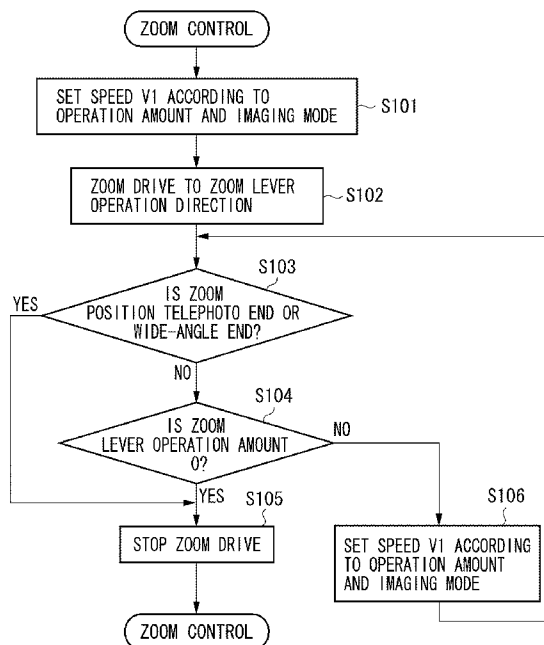 ZOOM CONTROL
SET SPEED V1 ACCORDING TO
OPERATION AMOUNT AND IMAGING MODE
S101
ZOOM DRIVE TO ZOOM LEVER
OPERATION DIRECTION
S102
S103
YES
IS ZOOM
POSITION TELEPHOTO END OR
WIDE-ANGLE END?
NO
S104
IS ZOOM
LEVER OPERATION AMOUNT
0?
NO
YES
S105
STOP ZOOM DRIVE
S106
SET SPEED V1 ACCORDING
TO OPERATION AMOUNT
AND IMAGING MODE
ZOOM CONTROL